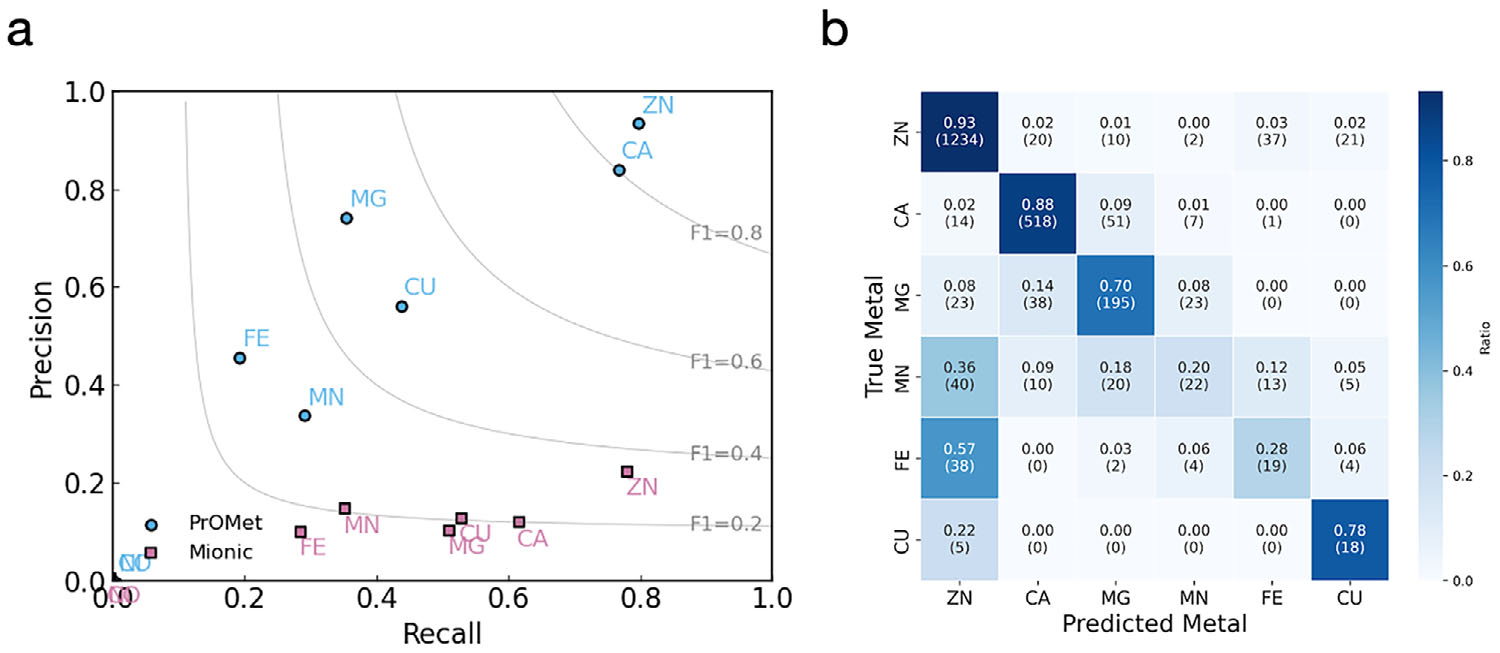 a
1.0
0.8
0.6
0.4
0.2
0.0
Precision
ZN
CA
MG
CU
FE
MN
F1=0.8
F1=0.6
F1=0.4
F1=0.2
ZN
MN
CU
MG
CA
FE
PrOMet
Mionic
0.0
0.2
0.4
0.6
0.8
1.0
Recall
b
True Metal
ZN
0.93
(1234)
0.02
(20)
0.01
(10)
0.00
(2)
0.03
(37)
0.02
(21)
CA
0.02
(14)
0.88
(518)
0.09
(51)
0.01
(7)
0.00
(1)
0.00
(0)
MG
0.08
(23)
0.14
(38)
0.70
(195)
0.08
(23)
0.00
(0)
0.00
(0)
MN
0.36
(40)
0.09
(10)
0.18
(20)
0.20
(22)
0.12
(13)
0.05
(5)
FE
0.57
(38)
0.00
(0)
0.03
(2)
0.06
(4)
0.28
(19)
0.06
(4)
CU
0.22
(5)
0.00
(0)
0.00
(0)
0.00
(0)
0.00
(0)
0.78
(18)
ZN
CA
MG
MN
FE
CU
Predicted Metal
0.8
0.6
0.4
0.2
0.0
Ratio